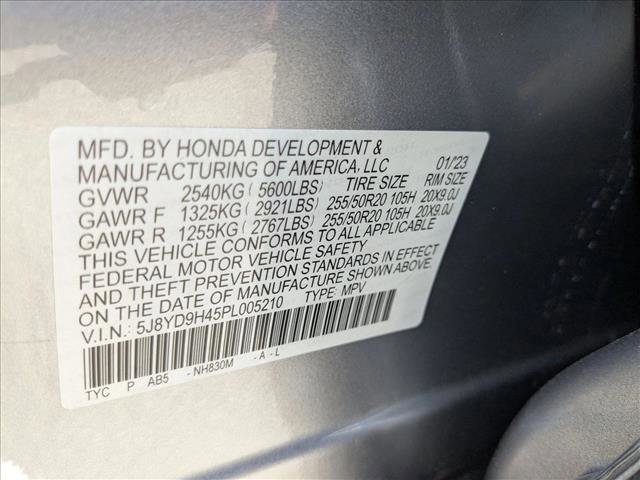 MFD. BY HONDA DEVELOPMENT &
MANUFACTURING OF AMERICA, LLC 01/23
GVWR 2540KG ( 5600LBS) TIRE SIZE RIM SIZE
GAWR F 1325KG ( 2921LBS) 255/50R20 105H 20X9.0J
GAWR R 1255KG ( 2767LBS) 255/50R20 105H 20X9.0J
THIS VEHICLE CONFORMS TO ALL APPLICABLE
FEDERAL MOTOR VEHICLE SAFETY
AND THEFT PREVENTION STANDARDS IN EFFECT
ON THE DATE OF MANUFACTURE SHOWN ABOVE.
V.I.N.: 5J8YD9H45PL005210 TYPE: MPV
TYC P AB5 - NH830M - A - L